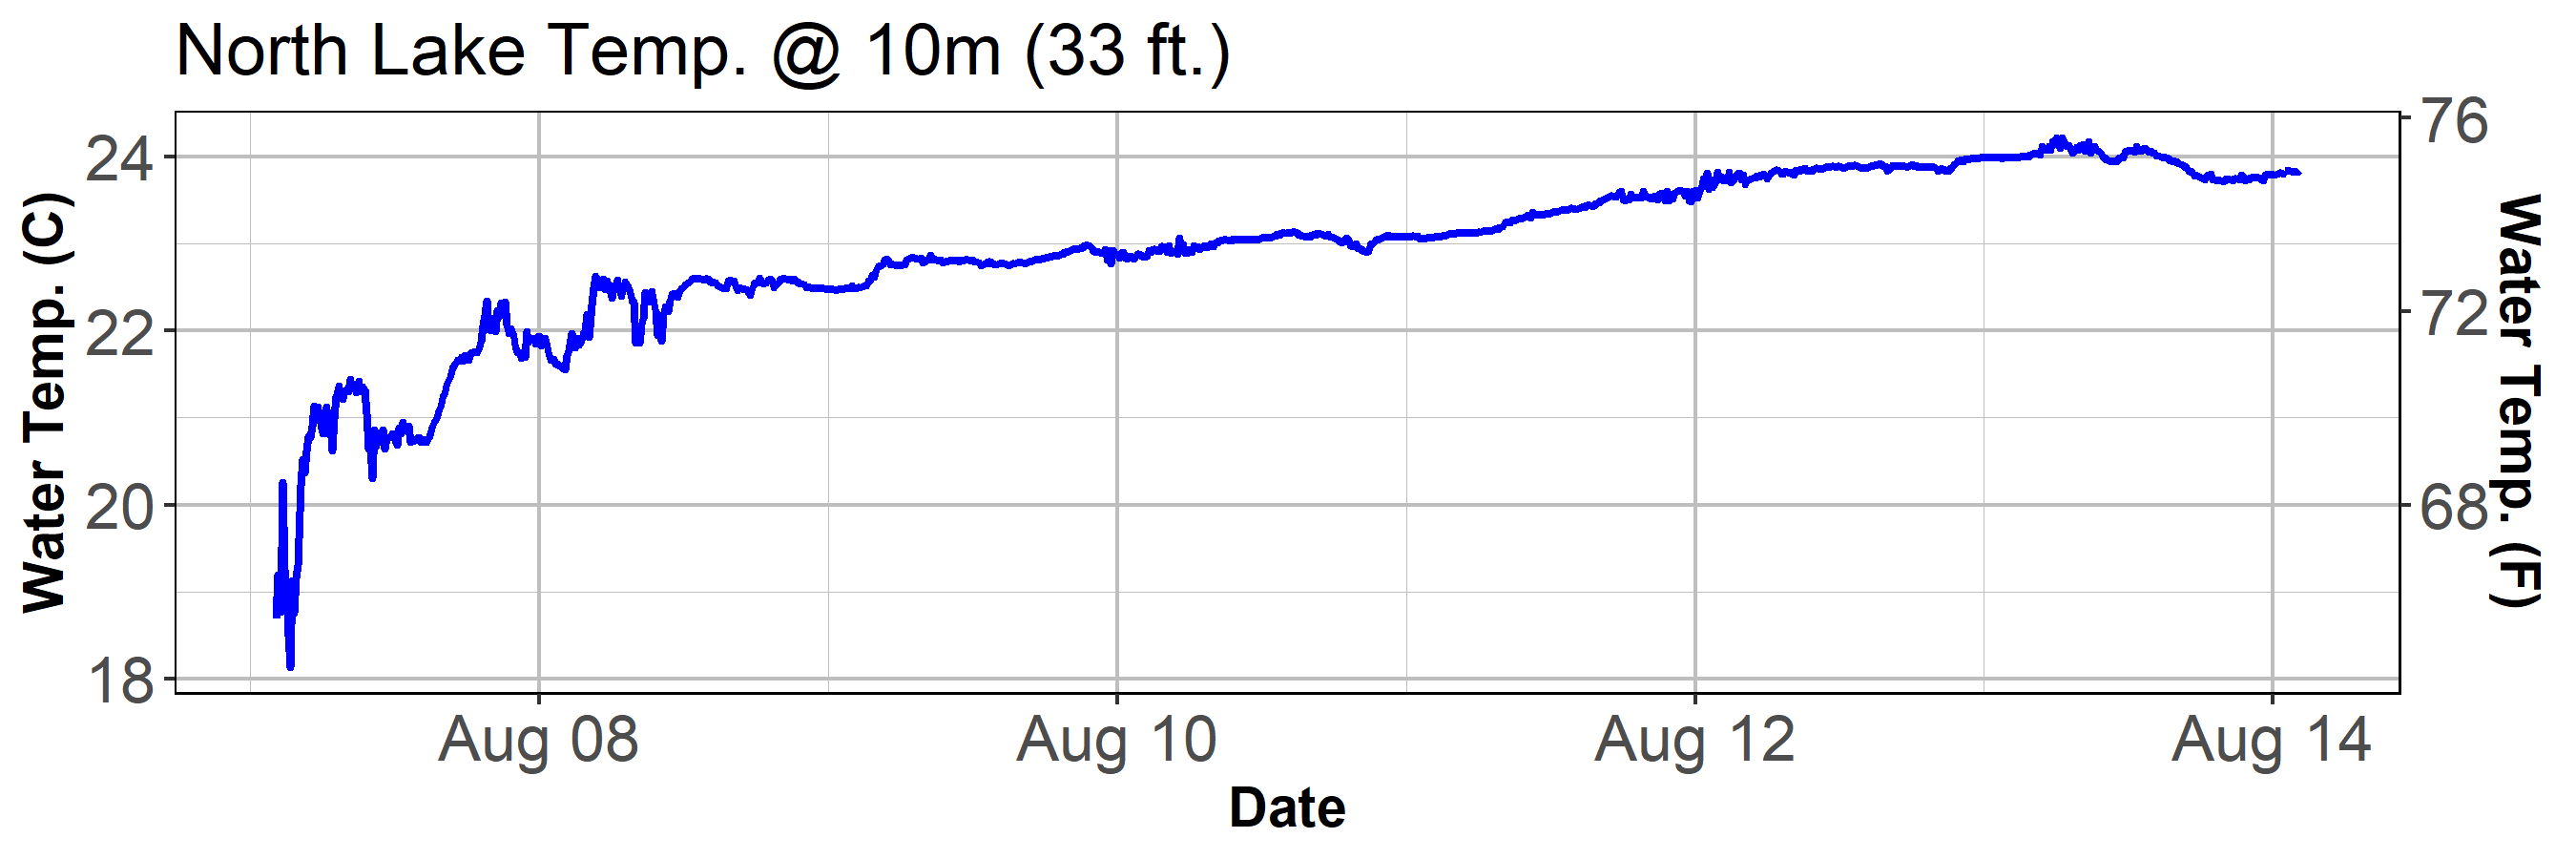 North Lake Temp. @ 10m (33 ft.)
Water Temp. (C)
24
22
20
18
76
72
68
Water Temp. (F)
Aug 08 Aug 10 Aug 12 Aug 14
Date